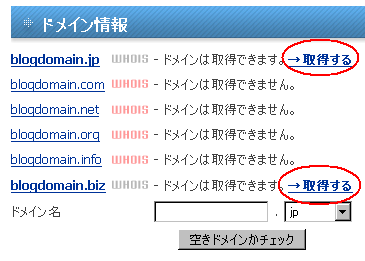 ドメイン情報
blogdomain.jp WHOIS - ドメインは取得できます。→取得する
blogdomain.com WHOIS - ドメインは取得できません。
blogdomain.net WHOIS - ドメインは取得できません。
blogdomain.org WHOIS - ドメインは取得できません。
blogdomain.info WHOIS - ドメインは取得できません。
blogdomain.biz WHOIS - ドメインは取得できます。→取得する
ドメイン名 . jp
空きドメインかチェック